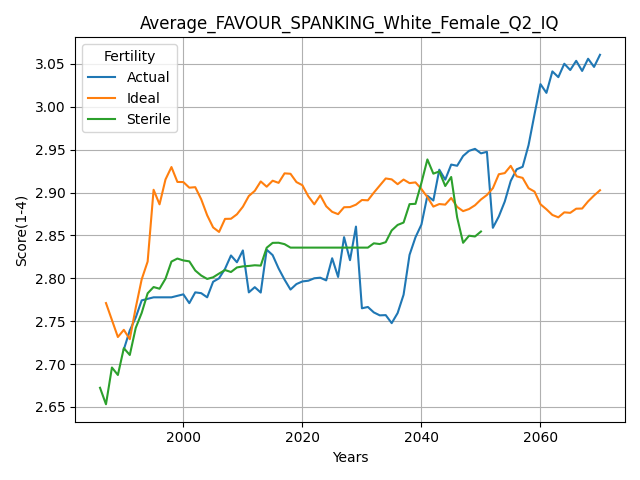 Average_FAVOUR_SPANKING_White_Female_Q2_IQ
Fertility
Actual
Ideal
Sterile
Score(1-4)
3.05
3.00
2.95
2.90
2.85
2.80
2.75
2.70
2.65
2000
2020
2040
2060
Years